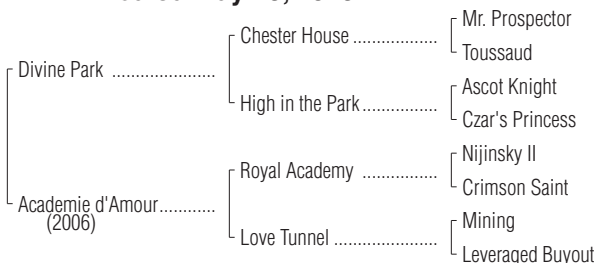 Chester House
Mr. Prospector
Toussaud
Divine Park
High in the Park
Ascot Knight
Czar's Princess
Academie d'Amour
(2006)
Royal Academy
Nijinsky II
Crimson Saint
Love Tunnel
Mining
Leveraged Buyout